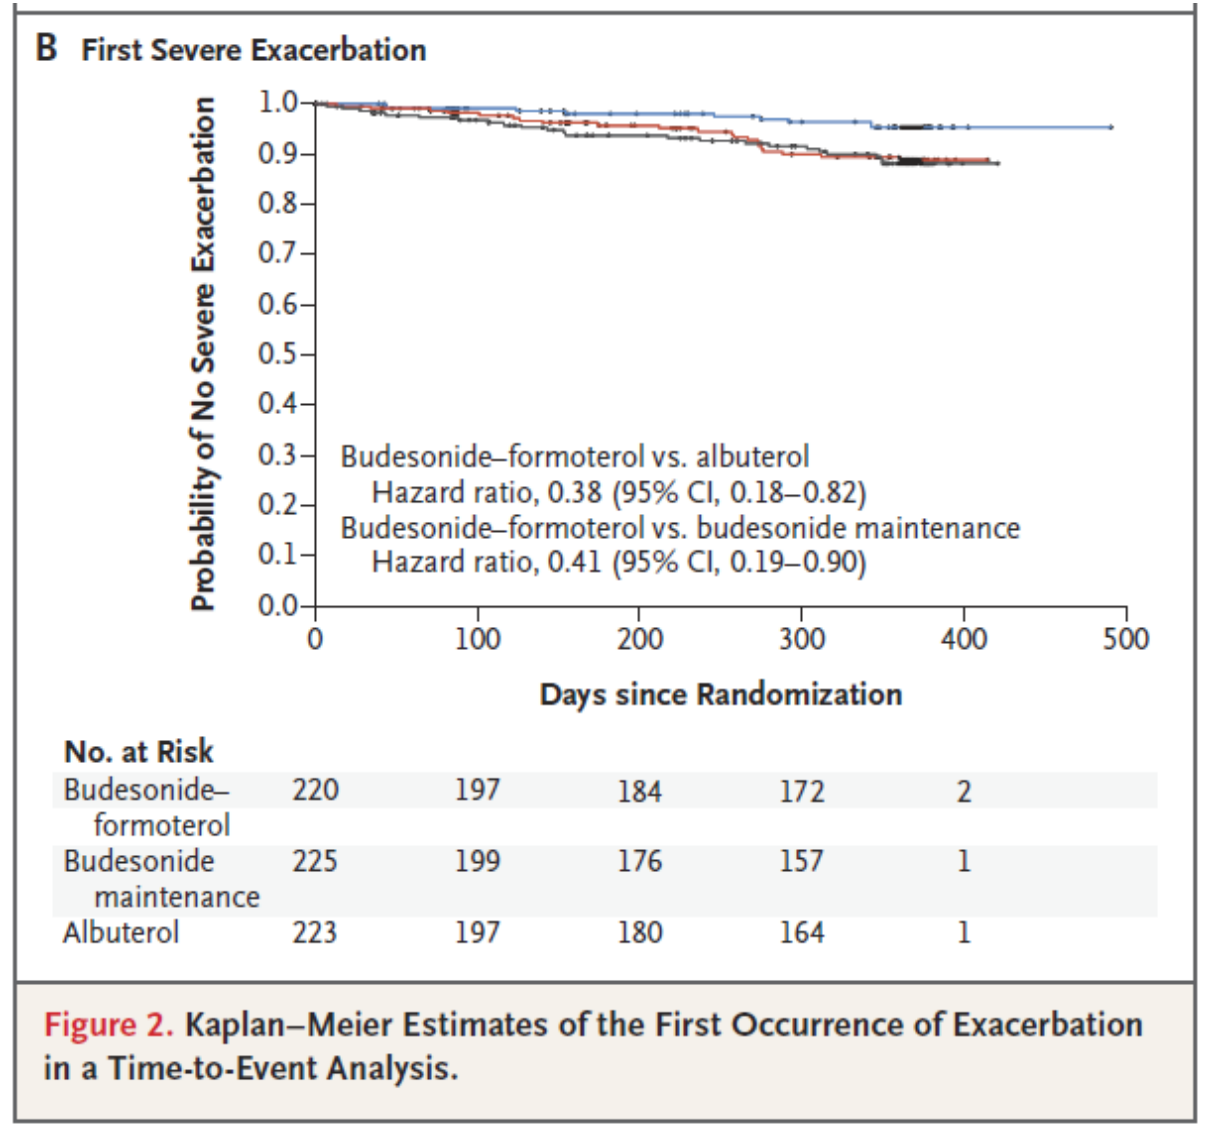 B First Severe Exacerbation
Probability of No Severe Exacerbation
1.0
0.9
0.8
0.7
0.6
0.5
0.4
0.3
0.2
0.1
0.0
Budesonide–formoterol vs. albuterol
Hazard ratio, 0.38 (95% CI, 0.18–0.82)
Budesonide–formoterol vs. budesonide maintenance
Hazard ratio, 0.41 (95% CI, 0.19–0.90)
0 100 200 300 400 500
Days since Randomization
No. at Risk
Budesonide– 220 197 184 172 2
formoterol
Budesonide 225 199 176 157 1
maintenance
Albuterol 223 197 180 164 1
Figure 2. Kaplan–Meier Estimates of the First Occurrence of Exacerbation
in a Time-to-Event Analysis.